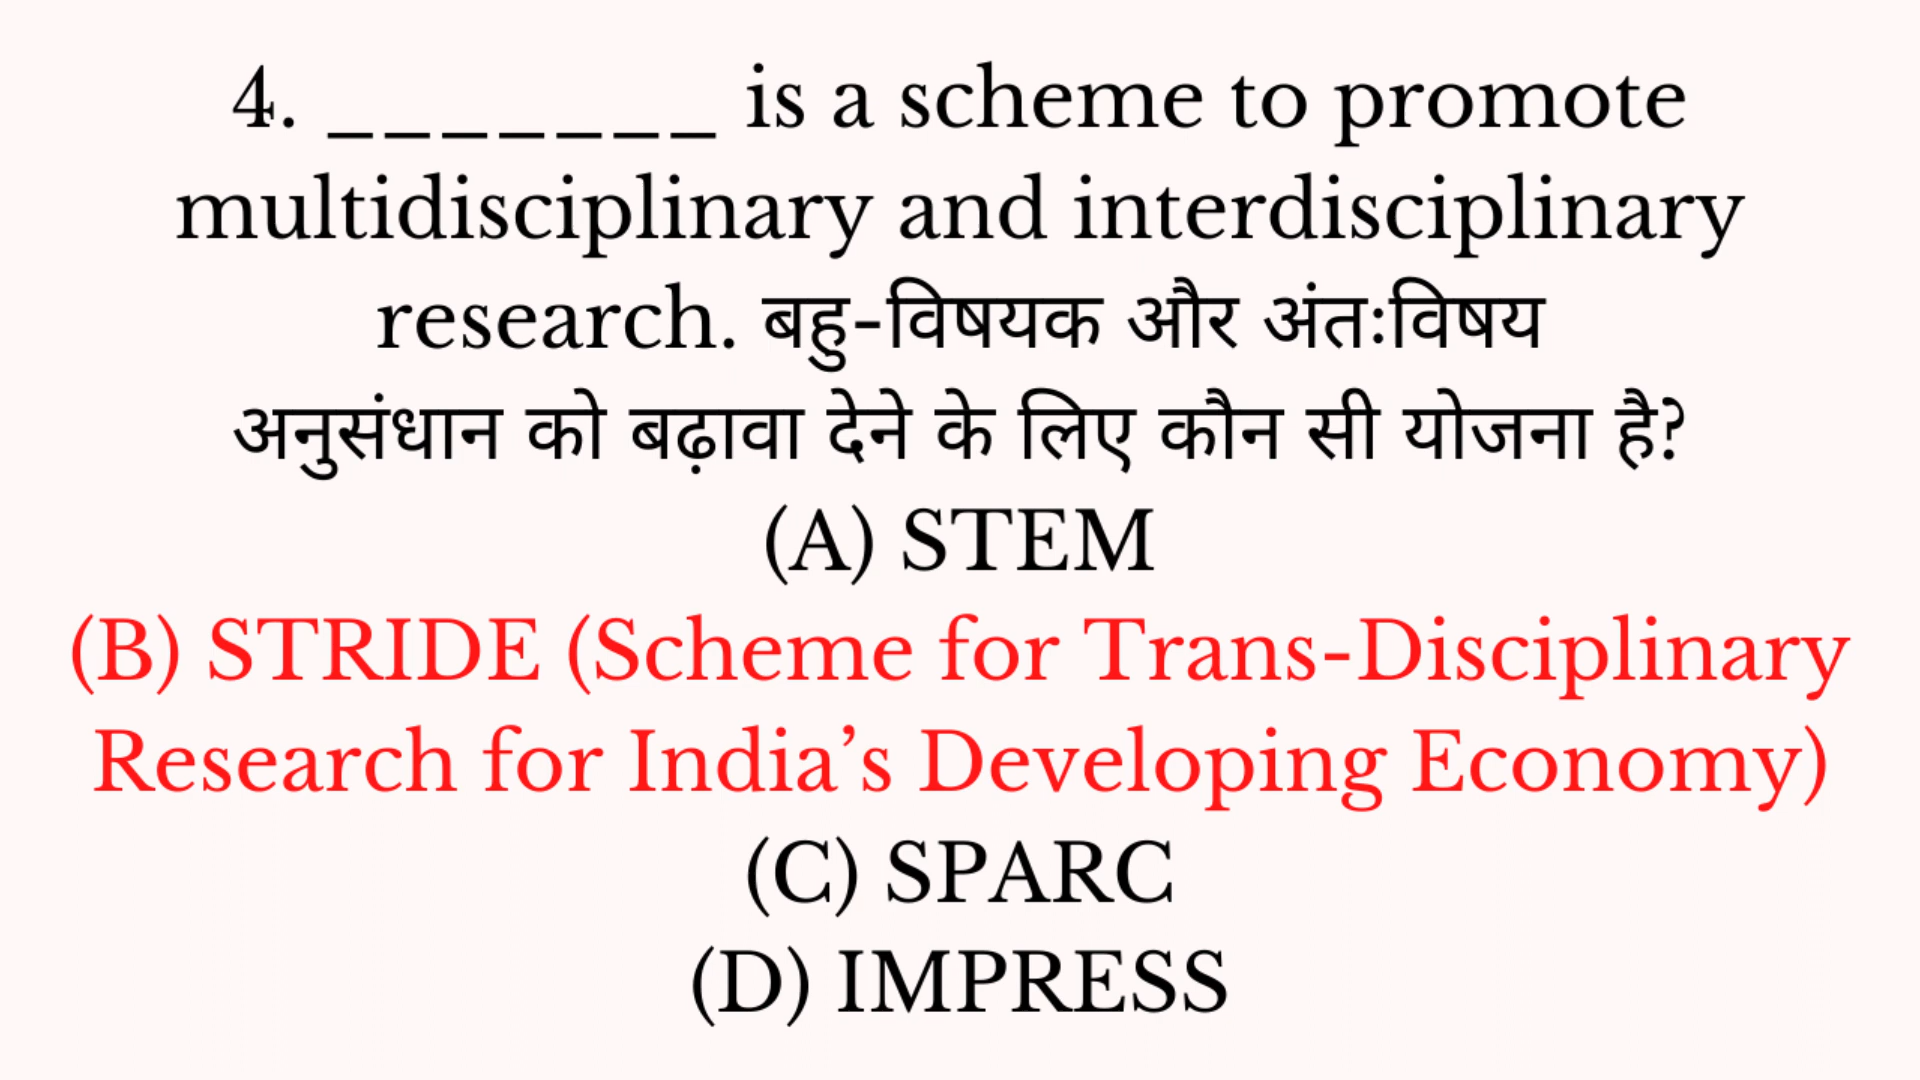 4. _______ is a scheme to promote
multidisciplinary and interdisciplinary
research. बहु-विषयक और अंतःविषय
अनुसंधान को बढ़ावा देने के लिए कौन सी योजना है?
(A) STEM
(B) STRIDE (Scheme for Trans-Disciplinary
Research for India’s Developing Economy)
(C) SPARC
(D) IMPRESS